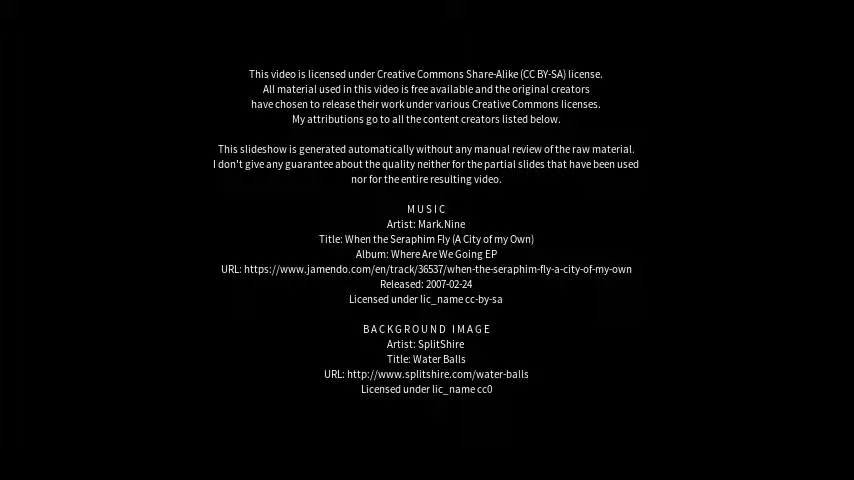 This video is licensed under Creative Commons Share-Alike (CC BY-SA) license.
All material used in this video is free available and the original creators
have chosen to release their work under various Creative Commons licenses.
My attributions go to all the content creators listed below.
This slideshow is generated automatically without any manual review of the raw material.
I don't give any guarantee about the quality neither for the partial slides that have been used
nor for the entire resulting video.
MUSIC
Artist: Mark.Nine
Title: When the Seraphim Fly (A City of my Own)
Album: Where Are We Going EP
URL: https://www.jamendo.com/en/track/36537/when-the-seraphim-fly-a-city-of-my-own
Released: 2007-02-24
Licensed under lic_name cc-by-sa
BACKGROUND IMAGE
Artist: SplitShire
Title: Water Balls
URL: http://www.splitshire.com/water-balls
Licensed under lic_name cc0